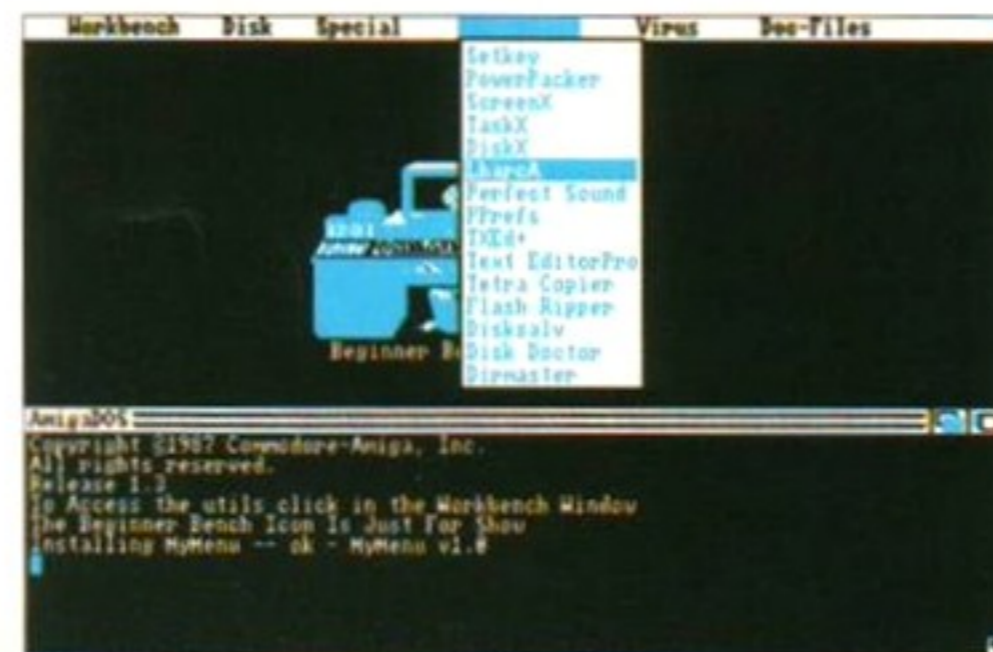 Workbench Disk Special Virus Doc-Files
Setkey
PowerPacker
ScreenX
TaskX
DiskX
LharcA
Perfect Sound
PPrefs
TXEd+
Text EditorPro
Tetra Copier
Flash Ripper
Disksalv
Disk Doctor
Dirmaster
Beginner
AmigaDOS
Copyright ©1987 Commodore-Amiga, Inc.
All rights reserved.
Release 1.3
To Access the utils click in the Workbench Window
The Beginner Bench Icon Is Just For Show
Installing MyMenu -- ok - MyMenu v1.0